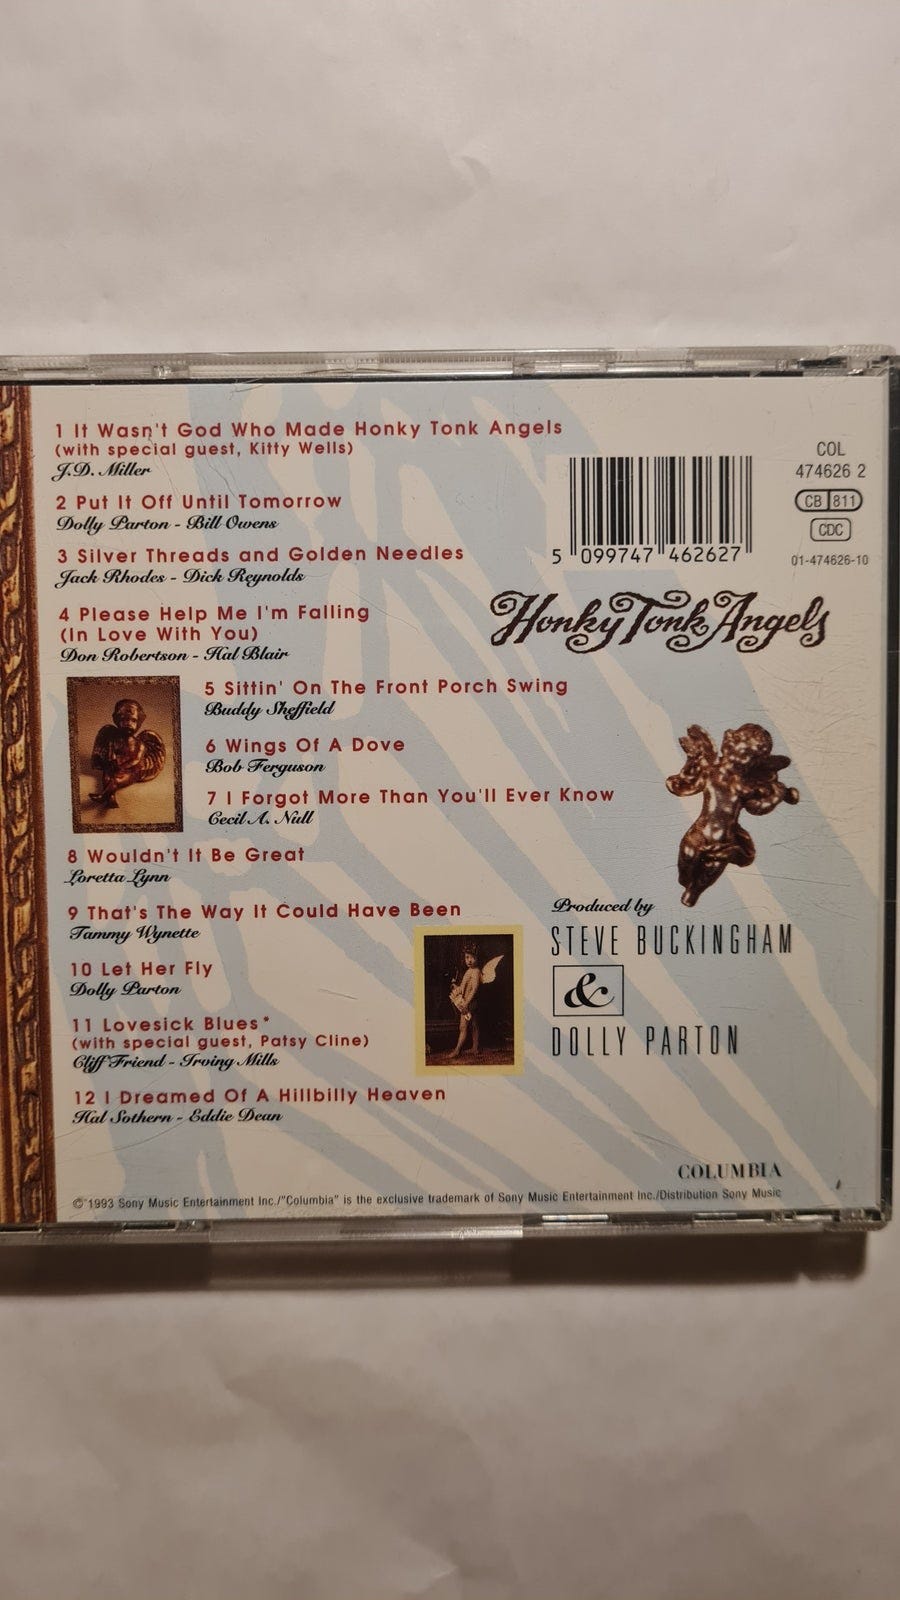 1 It Wasn't God Who Made Honky Tonk Angels
(with special guest, Kitty Wells)
J.D. Miller
2 Put It Off Until Tomorrow
Dolly Parton - Bill Owens
3 Silver Threads and Golden Needles
Jack Rhodes - Dick Reynolds
4 Please Help Me I'm Falling
(In Love With You)
Don Robertson - Hal Blair
5 Sittin' On The Front Porch Swing
Buddy Sheffield
6 Wings Of A Dove
Bob Ferguson
7 I Forgot More Than You'll Ever Know
Cecil A. Null
8 Wouldn't It Be Great
Loretta Lynn
9 That's The Way It Could Have Been
Tammy Wynette
10 Let Her Fly
Dolly Parton
11 Lovesick Blues*
(with special guest, Patsy Cline)
Cliff Friend - Irving Mills
12 I Dreamed Of A Hillbilly Heaven
Hal Sothern - Eddie Dean
5 099747 462627
COL
474626 2
CB 811
CDC
01-474626-10
Honky Tonk Angels
Produced by
STEVE BUCKINGHAM
&
DOLLY PARTON
COLUMBIA
© 1993 Sony Music Entertainment Inc./"Columbia" is the exclusive trademark of Sony Music Entertainment Inc./Distribution Sony Music